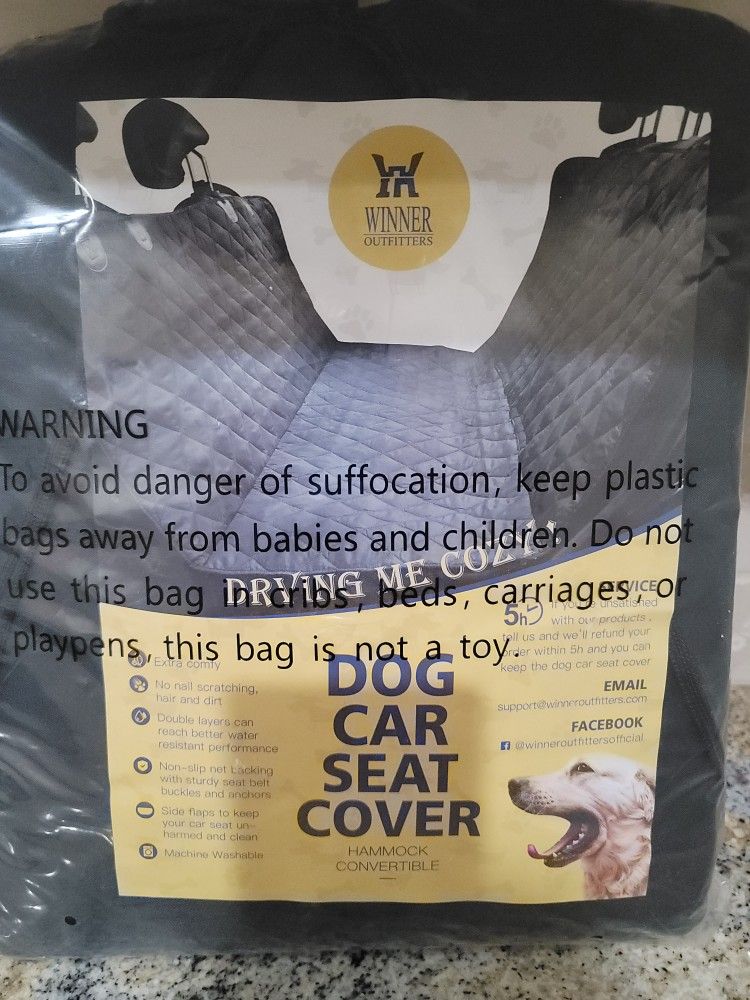 WINNER
OUTFITTERS
WARNING
To avoid danger of suffocation, keep plastic
bags away from babies and children. Do not
use this bag in cribs, beds, carriages, or
playpens, this bag is not a toy.
DRIVING ME COZY!
Extra comfy
No nail scratching,
hair and dirt
Double layers can
reach better water
resistant performance
Non-slip net backing
with sturdy seat belt
buckles and anchors
Side flaps to keep
your car seat un-
harmed and clean
Machine Washable
DOG
CAR
SEAT
COVER
HAMMOCK
CONVERTIBLE
SERVICE
5h
If you're unsatisfied
with our products,
tell us and we'll refund your
order within 5h and you can
keep the dog car seat cover
EMAIL
support@winneroutfitters.com
FACEBOOK
@winneroutfittersofficial